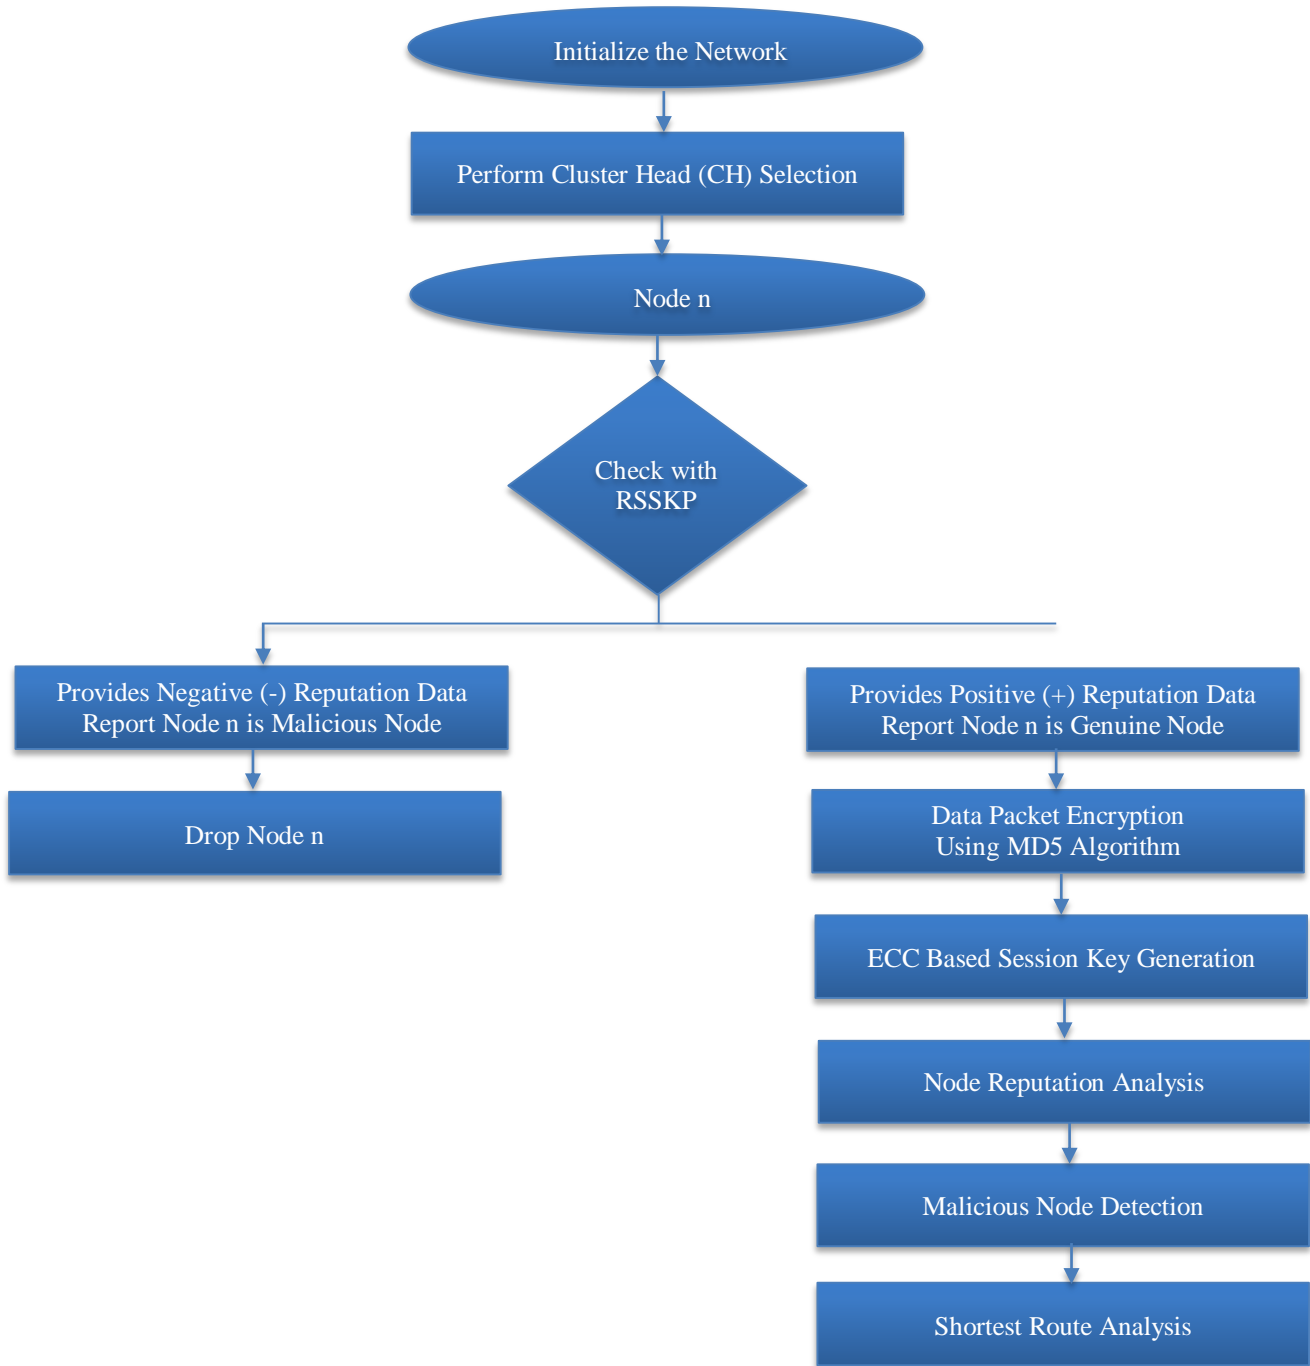 Initialize the Network
Perform Cluster Head (CH) Selection
Node n
Check with
RSSKP
Provides Negative (-) Reputation Data
Report Node n is Malicious Node
Drop Node n
Provides Positive (+) Reputation Data
Report Node n is Genuine Node
Data Packet Encryption
Using MD5 Algorithm
ECC Based Session Key Generation
Node Reputation Analysis
Malicious Node Detection
Shortest Route Analysis